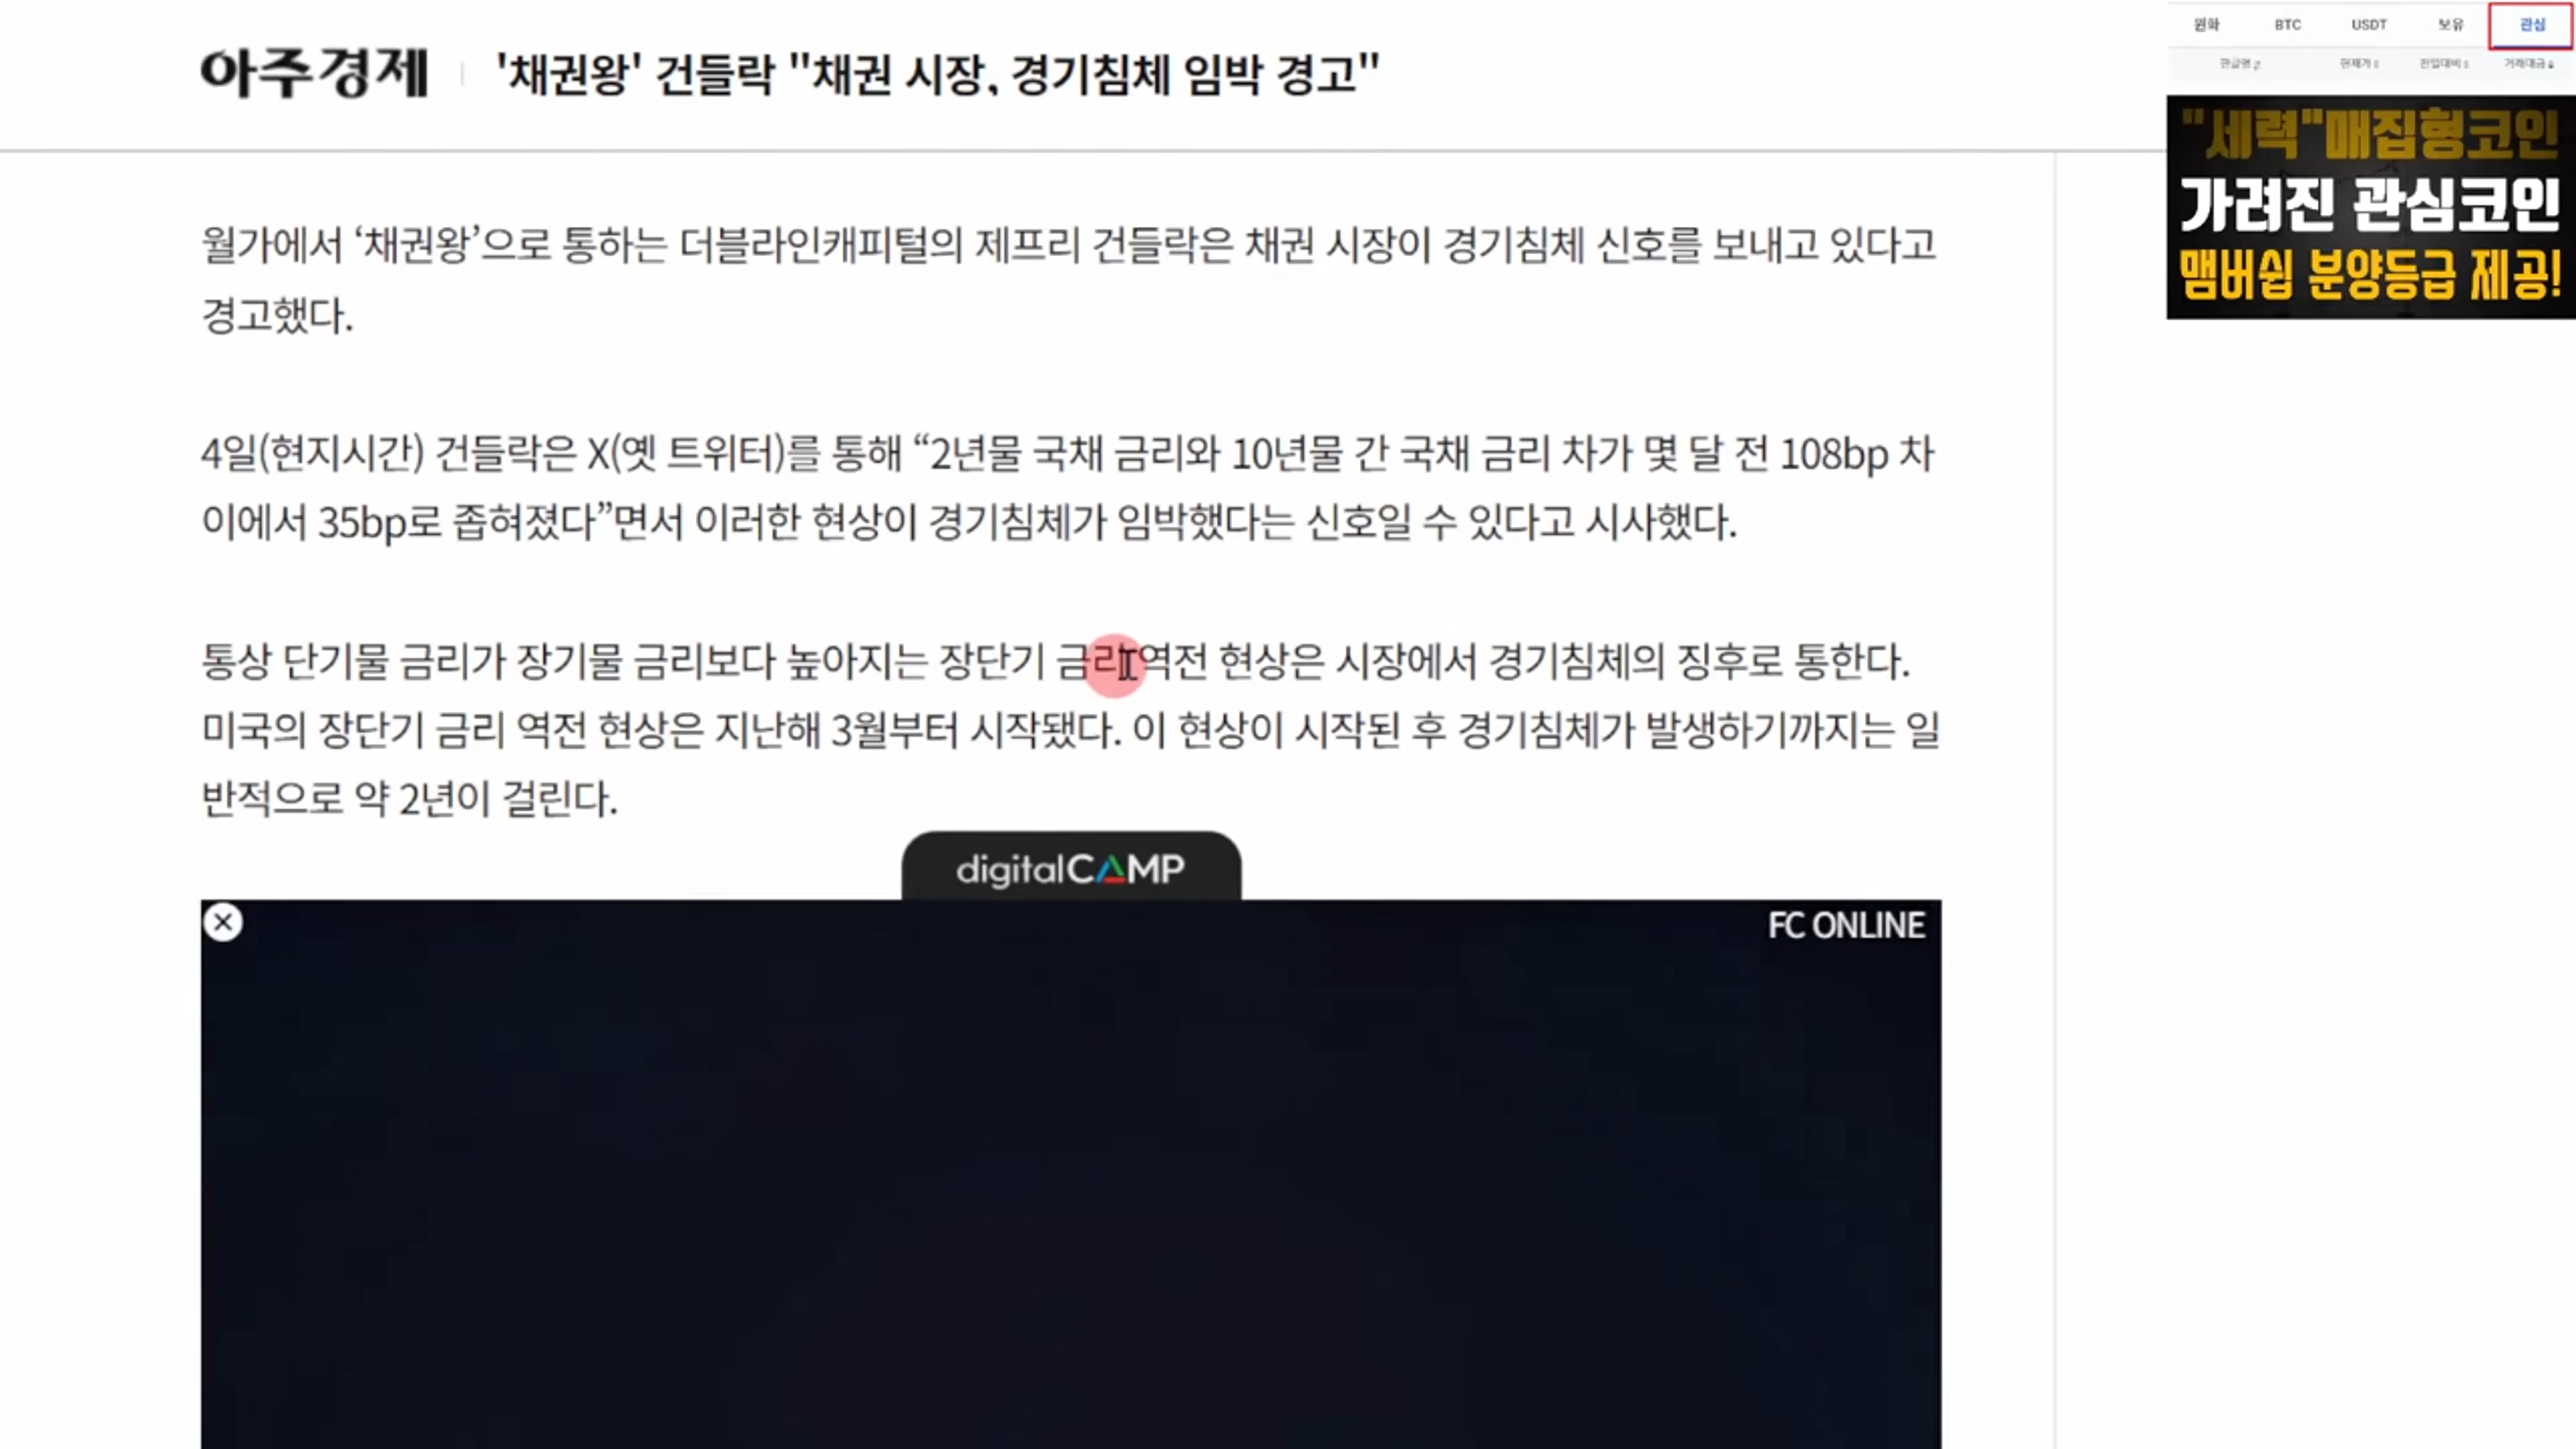 아주경제
'채권왕' 건들락 "채권 시장, 경기침체 임박 경고"
원화 BTC USDT 보유 관심
한글명 현재가 전일대비 거래대금
"세력"매집형코인
가려진 관심코인
맴버쉽 분양등급 제공!
월가에서 ‘채권왕’으로 통하는 더블라인캐피털의 제프리 건들락은 채권 시장이 경기침체 신호를 보내고 있다고
경고했다.
4일(현지시간) 건들락은 X(옛 트위터)를 통해 “2년물 국채 금리와 10년물 간 국채 금리 차가 몇 달 전 108bp 차
이에서 35bp로 좁혀졌다”면서 이러한 현상이 경기침체가 임박했다는 신호일 수 있다고 시사했다.
통상 단기물 금리가 장기물 금리보다 높아지는 장단기 금리 역전 현상은 시장에서 경기침체의 징후로 통한다.
미국의 장단기 금리 역전 현상은 지난해 3월부터 시작됐다. 이 현상이 시작된 후 경기침체가 발생하기까지는 일
반적으로 약 2년이 걸린다.
digitalCAMP
FC ONLINE